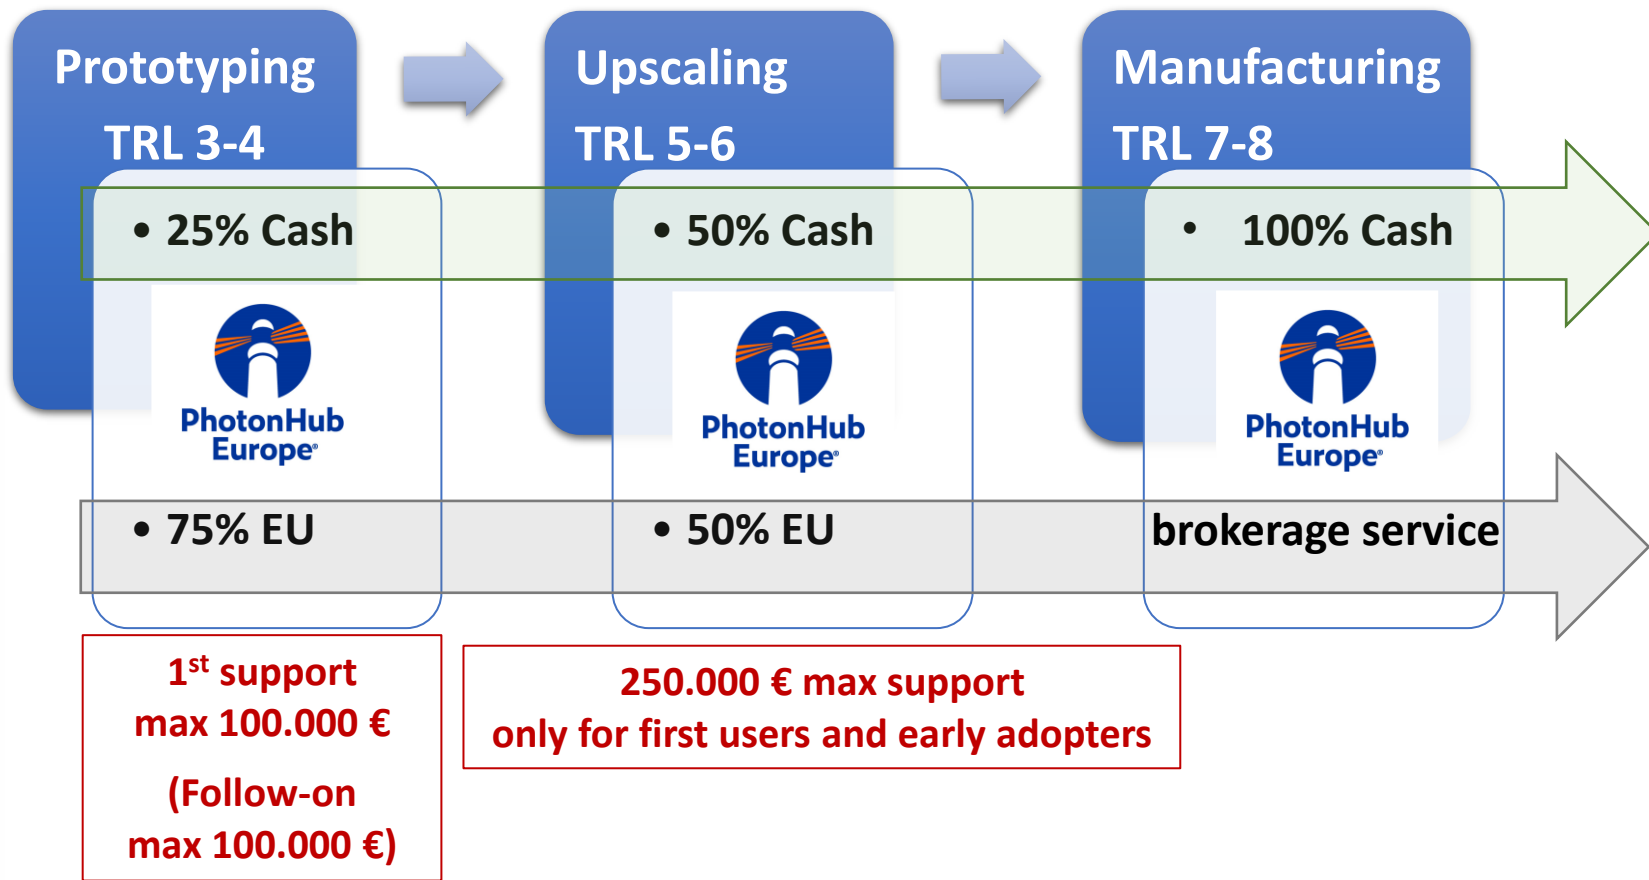 Prototyping
TRL 3-4
• 25% Cash
PhotonHub
Europe®
• 75% EU
1st support
max 100.000 €
(Follow-on
max 100.000 €)
Upscaling
TRL 5-6
• 50% Cash
PhotonHub
Europe®
• 50% EU
250.000 € max support
only for first users and early adopters
Manufacturing
TRL 7-8
• 100% Cash
PhotonHub
Europe®
brokerage service